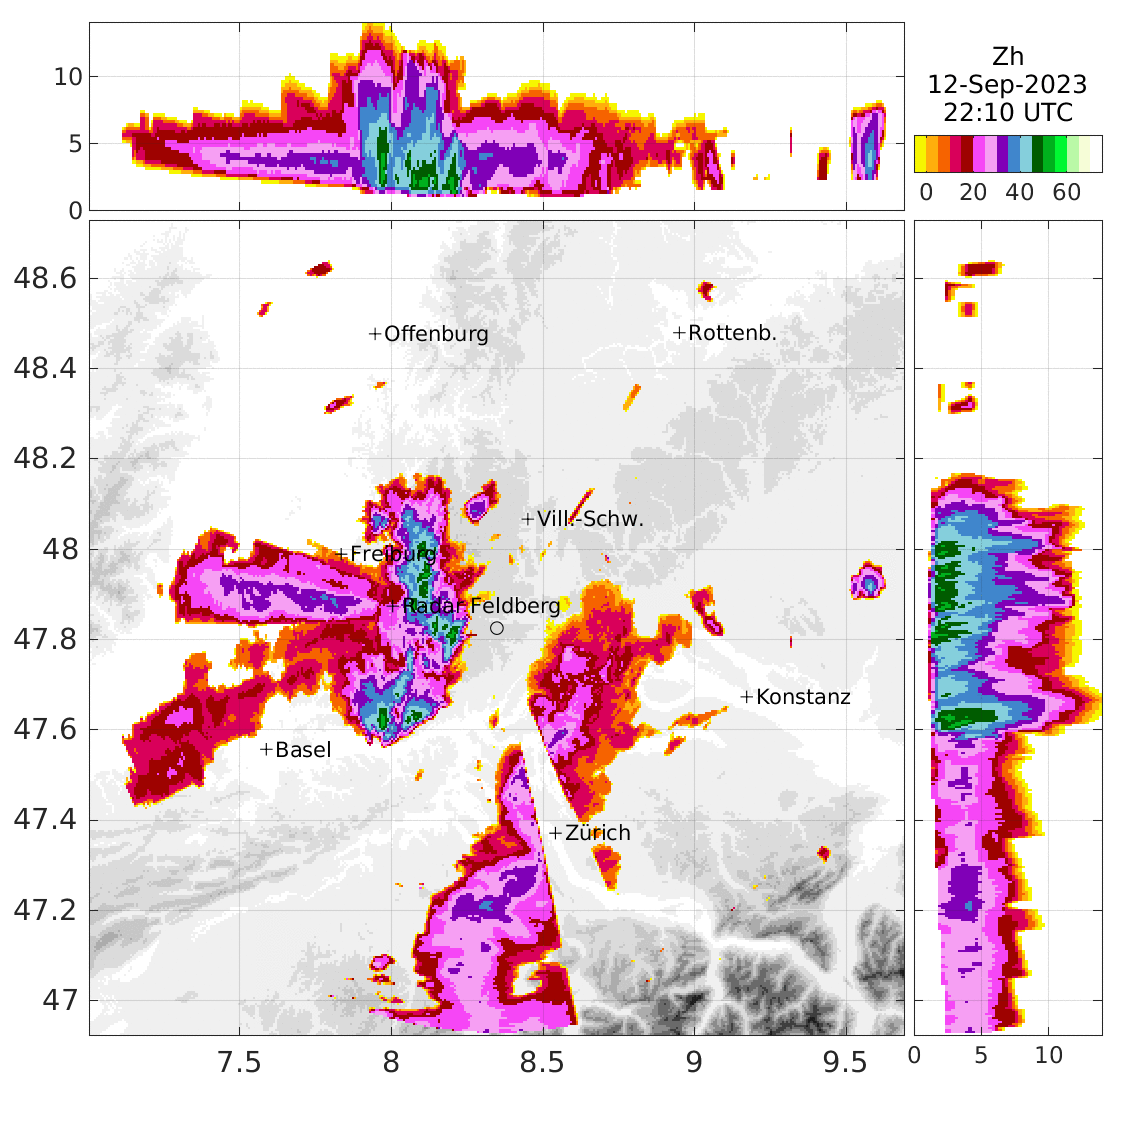 10
5
0
Zh
12-Sep-2023
22:10 UTC
0 20 40 60
48.6
48.4
48.2
48
47.8
47.6
47.4
47.2
47
Offenburg
Rottenb.
Vill.-Schw.
Freiburg
Radar Feldberg
Konstanz
Basel
Zürich
7.5 8 8.5 9 9.5
0 5 10